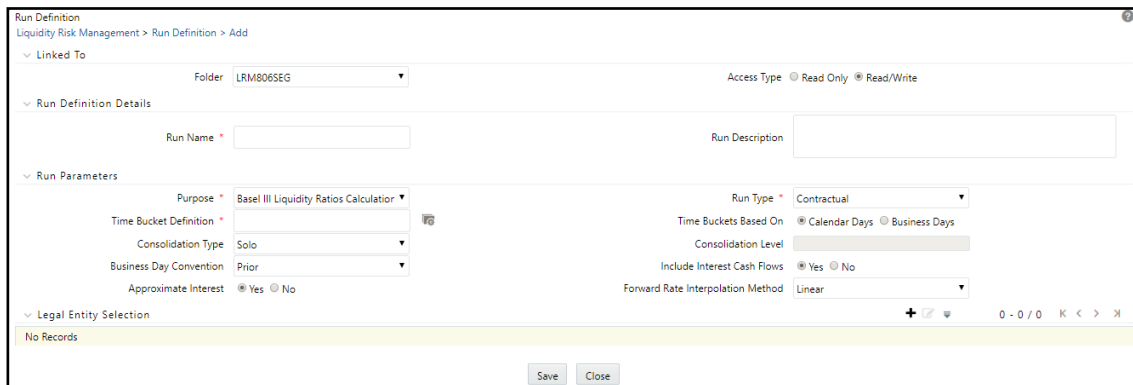 Run Definition
Liquidity Risk Management > Run Definition > Add
Linked To
Folder LRM806SEG Access Type Read Only Read/Write
Run Definition Details
Run Name * Run Description
Run Parameters
Purpose * Basel III Liquidity Ratios Calculation Run Type * Contractual
Time Bucket Definition * Time Buckets Based On Calendar Days Business Days
Consolidation Type Solo Consolidation Level
Business Day Convention Prior Include Interest Cash Flows Yes No
Approximate Interest Yes No Forward Rate Interpolation Method Linear
Legal Entity Selection 0 - 0 / 0
No Records
Save Close